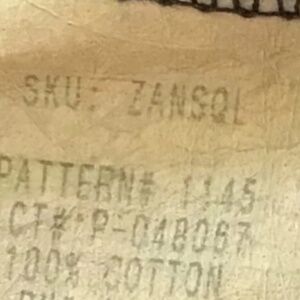 SKU: ZANSQL
PATTERN# 1145
CT# P-048067
100% COTTON